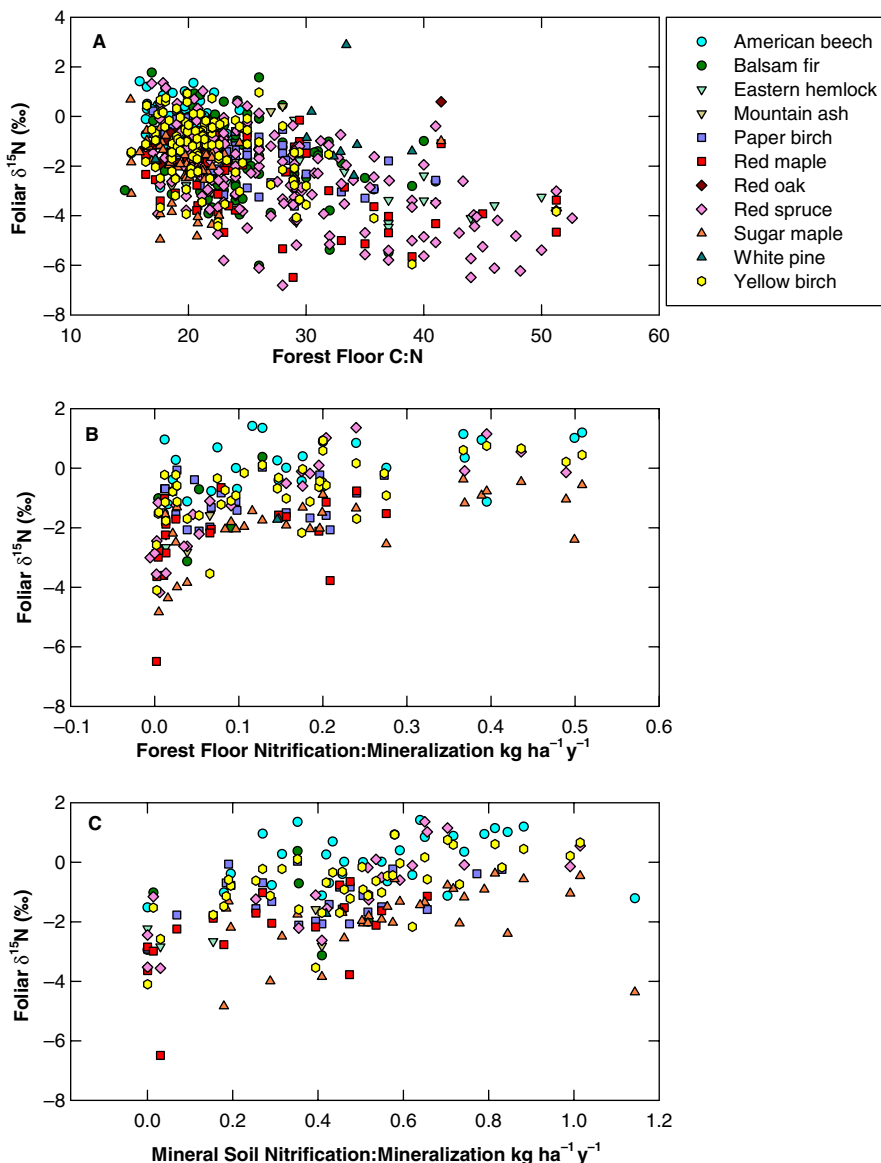 A
4
2
0
–2
–4
–6
–8
Foliar δ15N (‰)
10 20 30 40 50 60
Forest Floor C:N
American beech
Balsam fir
Eastern hemlock
Mountain ash
Paper birch
Red maple
Red oak
Red spruce
Sugar maple
White pine
Yellow birch
B
2
0
–2
–4
–6
–8
Foliar δ15N (‰)
–0.1 0.0 0.1 0.2 0.3 0.4 0.5 0.6
Forest Floor Nitrification:Mineralization kg ha–1y–1
C
2
0
–2
–4
–6
–8
Foliar δ15N (‰)
0.0 0.2 0.4 0.6 0.8 1.0 1.2
Mineral Soil Nitrification:Mineralization kg ha–1y–1